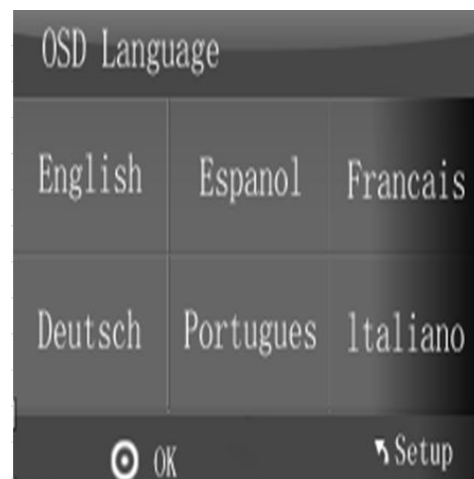 OSD Language
English Espanol Francais
Deutsch Portugues ltaliano
OK Setup